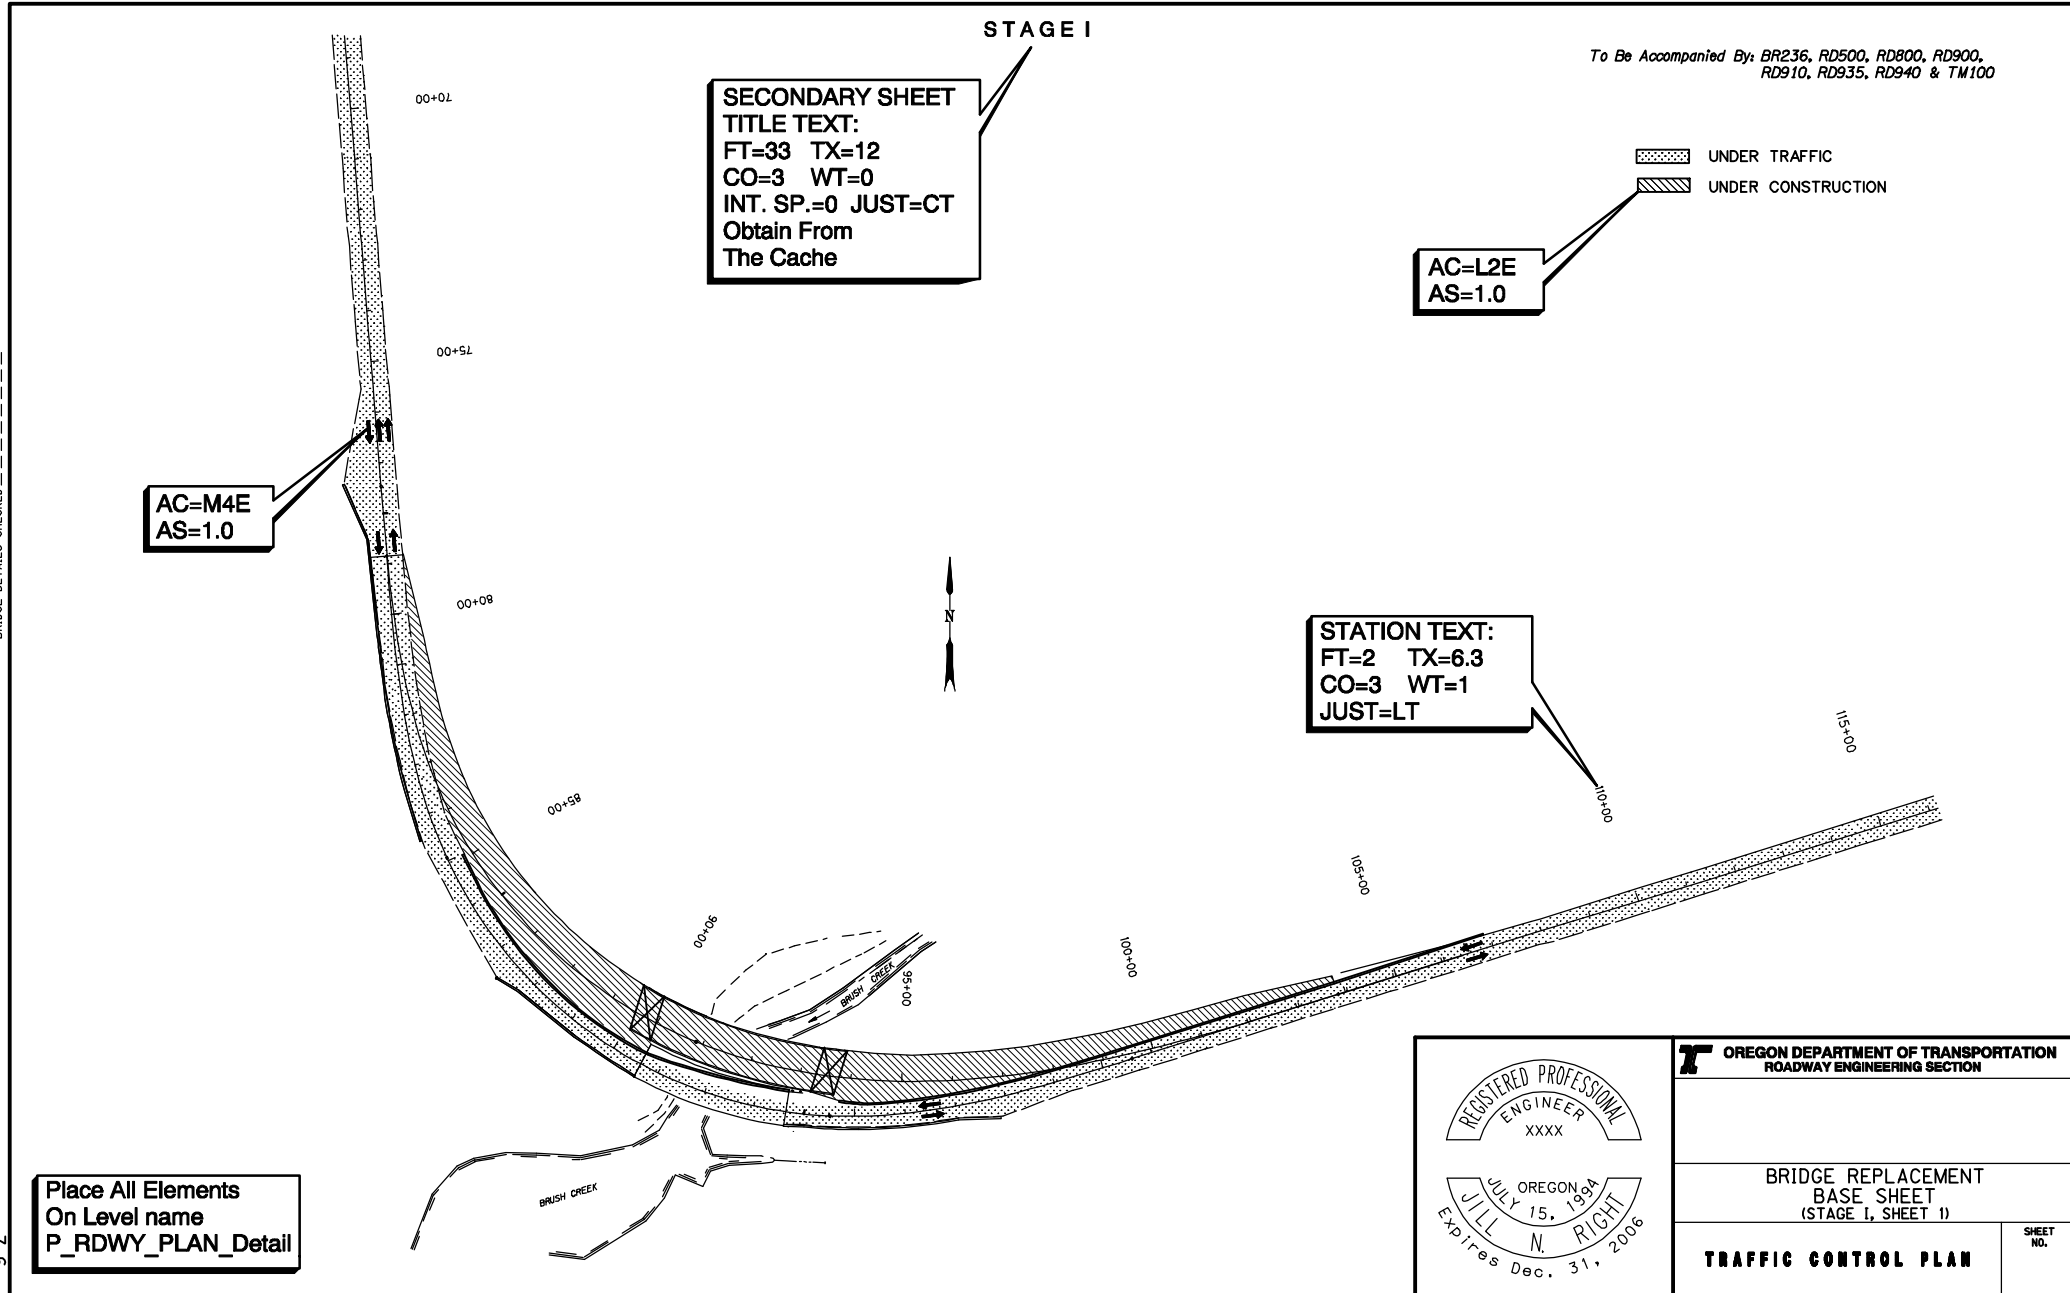 STAGE I
To Be Accompanied By: BR236, RD500, RD800, RD900,
RD910, RD935, RD940 & TM100
SECONDARY SHEET
TITLE TEXT:
FT=33 TX=12
CO=3 WT=0
INT. SP.=0 JUST=CT
Obtain From
The Cache
UNDER TRAFFIC
UNDER CONSTRUCTION
AC=L2E
AS=1.0
70+00
75+00
AC=M4E
AS=1.0
80+00
N
STATION TEXT:
FT=2 TX=6.3
CO=3 WT=1
JUST=LT
85+00
90+00
95+00
100+00
105+00
110+00
115+00
BRUSH CREEK
BRUSH CREEK
Place All Elements
On Level name
P_RDWY_PLAN_Detail
REGISTERED PROFESSIONAL
ENGINEER
XXXX
OREGON
JULY 15, 1994
JILL N. RIGHT
Expires Dec. 31, 2006
OREGON DEPARTMENT OF TRANSPORTATION
ROADWAY ENGINEERING SECTION
BRIDGE REPLACEMENT
BASE SHEET
(STAGE I, SHEET 1)
TRAFFIC CONTROL PLAN
SHEET
NO.